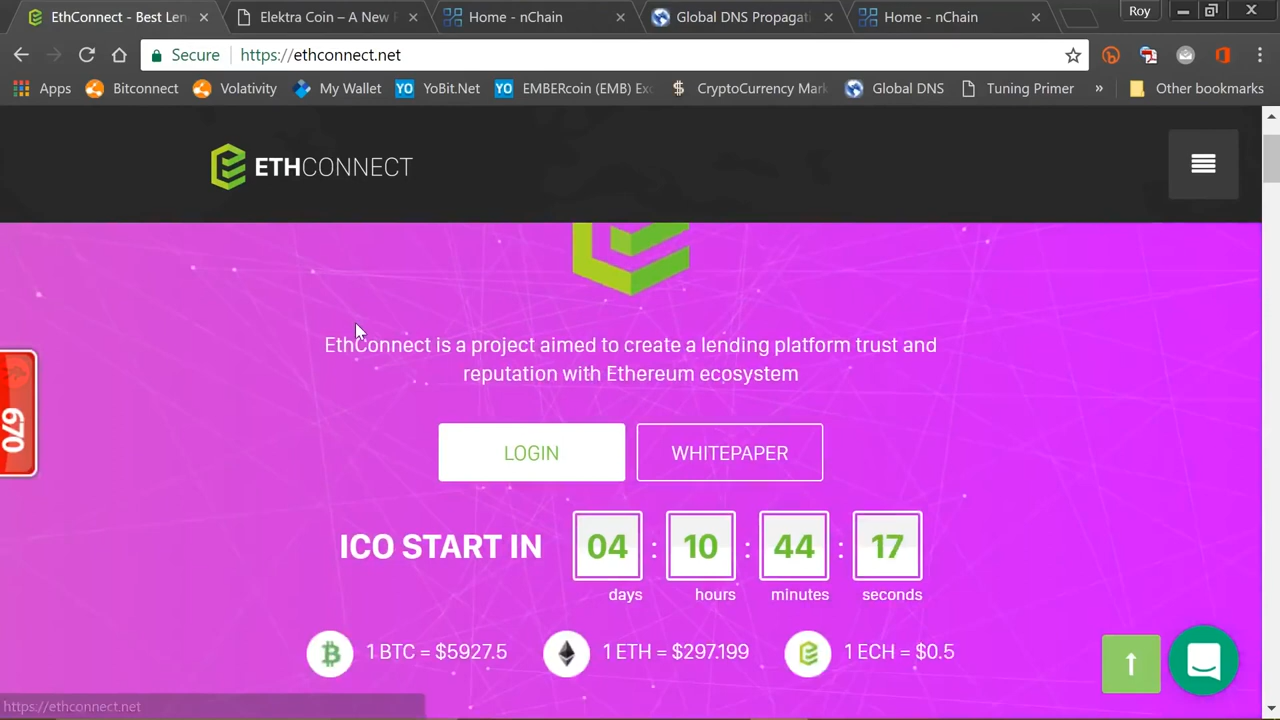 EthConnect - Best Len
Elektra Coin – A New F
Home - nChain
Global DNS Propagati
Home - nChain
Roy
Secure
https://ethconnect.net
Apps
Bitconnect
Volativity
My Wallet
YO YoBit.Net
YO EMBERcoin (EMB) Exc
CryptoCurrency Mark
Global DNS
Tuning Primer
»
Other bookmarks
ETHCONNECT
EthConnect is a project aimed to create a lending platform trust and
reputation with Ethereum ecosystem
LOGIN
WHITEPAPER
ICO START IN
04 : 10 : 44 : 17
days hours minutes seconds
1 BTC = $5927.5
1 ETH = $297.199
1 ECH = $0.5
670
https://ethconnect.net